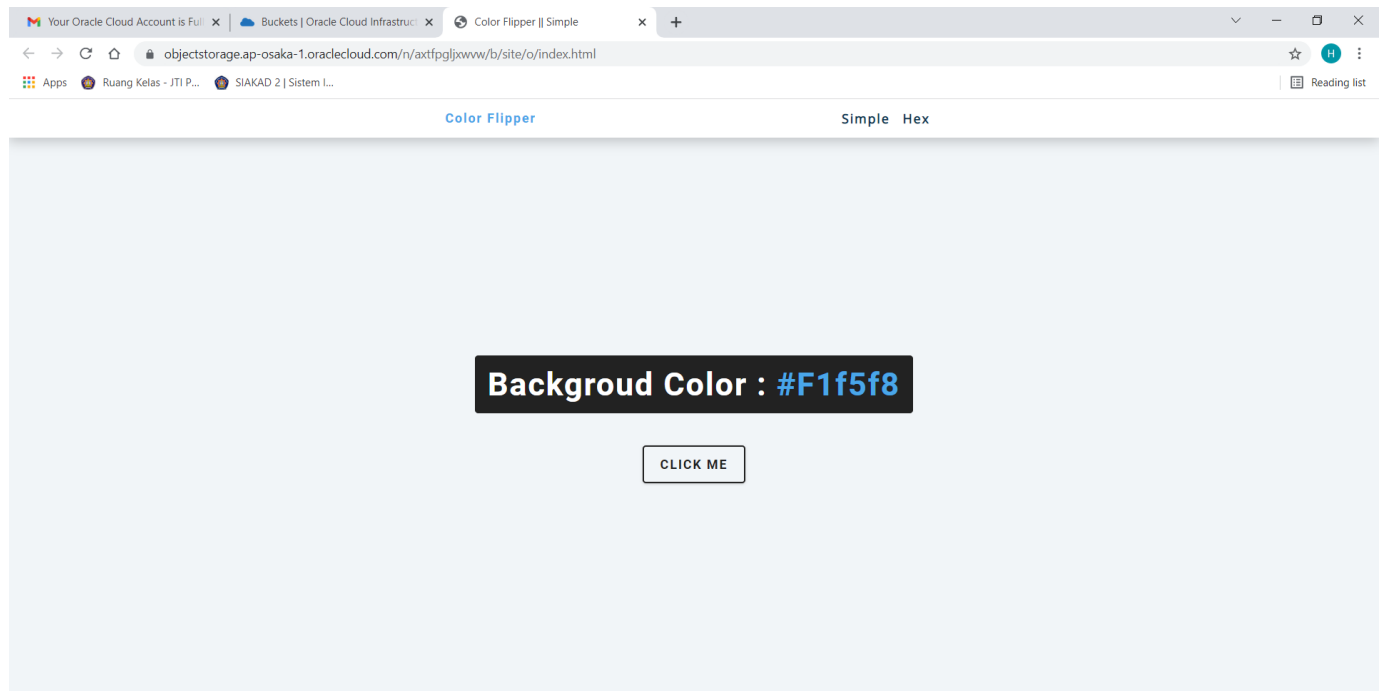 Your Oracle Cloud Account is Ful
Buckets | Oracle Cloud Infrastruct
Color Flipper || Simple
objectstorage.ap-osaka-1.oraclecloud.com/n/axtfpgljxwvw/b/site/o/index.html
H
Apps
Ruang Kelas - JTI P...
SIAKAD 2 | Sistem I...
Reading list
Color Flipper
Simple Hex
Backgroud Color : #F1f5f8
CLICK ME